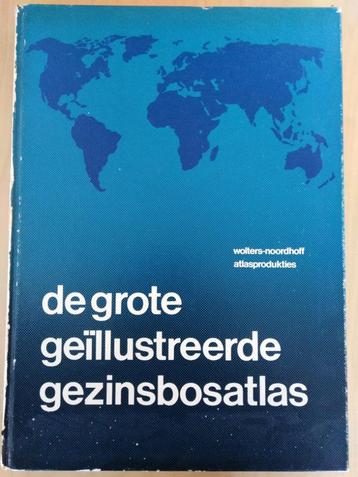 wolters-noordhoff
atlasprodukties
de grote
geïllustreerde
gezinsbosatlas